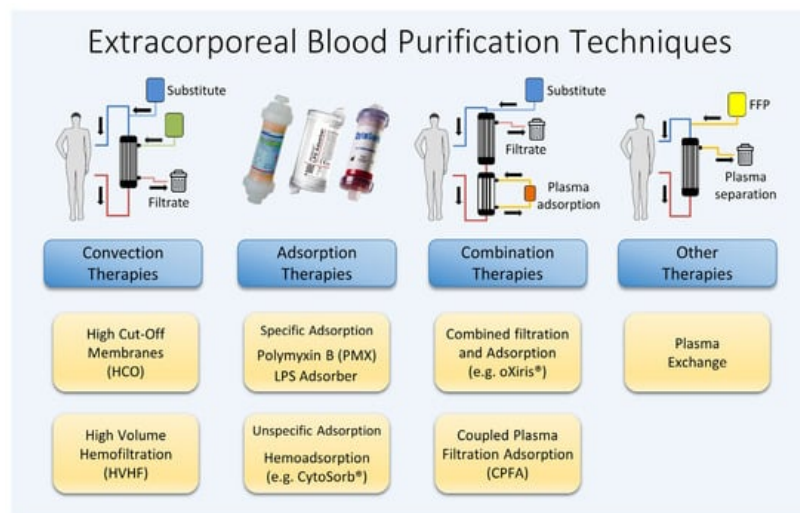 Extracorporeal Blood Purification Techniques
Substitute
Filtrate
Substitute
Filtrate
Plasma
adsorption
FFP
Plasma
separation
Convection
Therapies
Adsorption
Therapies
Combination
Therapies
Other
Therapies
High Cut-Off
Membranes
(HCO)
Specific Adsorption
Polymyxin B (PMX)
LPS Adsorber
Combined filtration
and Adsorption
(e.g. oXiris®)
Plasma
Exchange
High Volume
Hemofiltration
(HVHF)
Unspecific Adsorption
Hemoadsorption
(e.g. CytoSorb®)
Coupled Plasma
Filtration Adsorption
(CPFA)